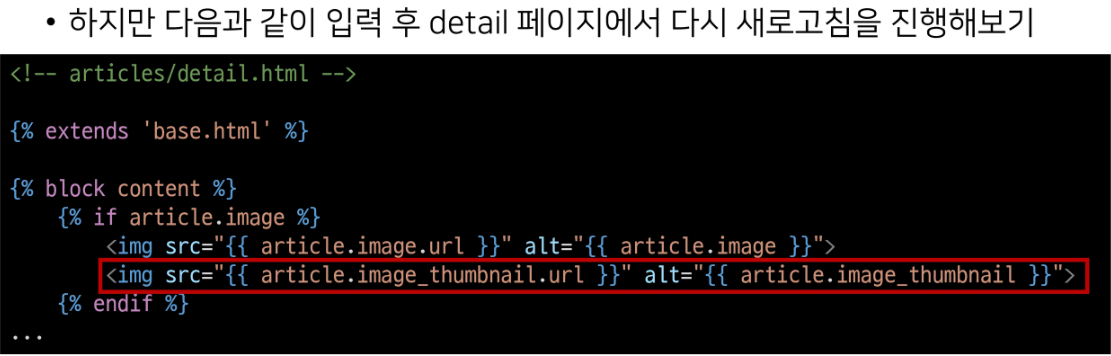 • 하지만 다음과 같이 입력 후 detail 페이지에서 다시 새로고침을 진행해보기
<!-- articles/detail.html -->
{% extends 'base.html' %}
{% block content %}
{% if article.image %}
<img src="{{ article.image.url }}" alt="{{ article.image }}">
<img src="{{ article.image_thumbnail.url }}" alt="{{ article.image_thumbnail }}">
{% endif %}
...